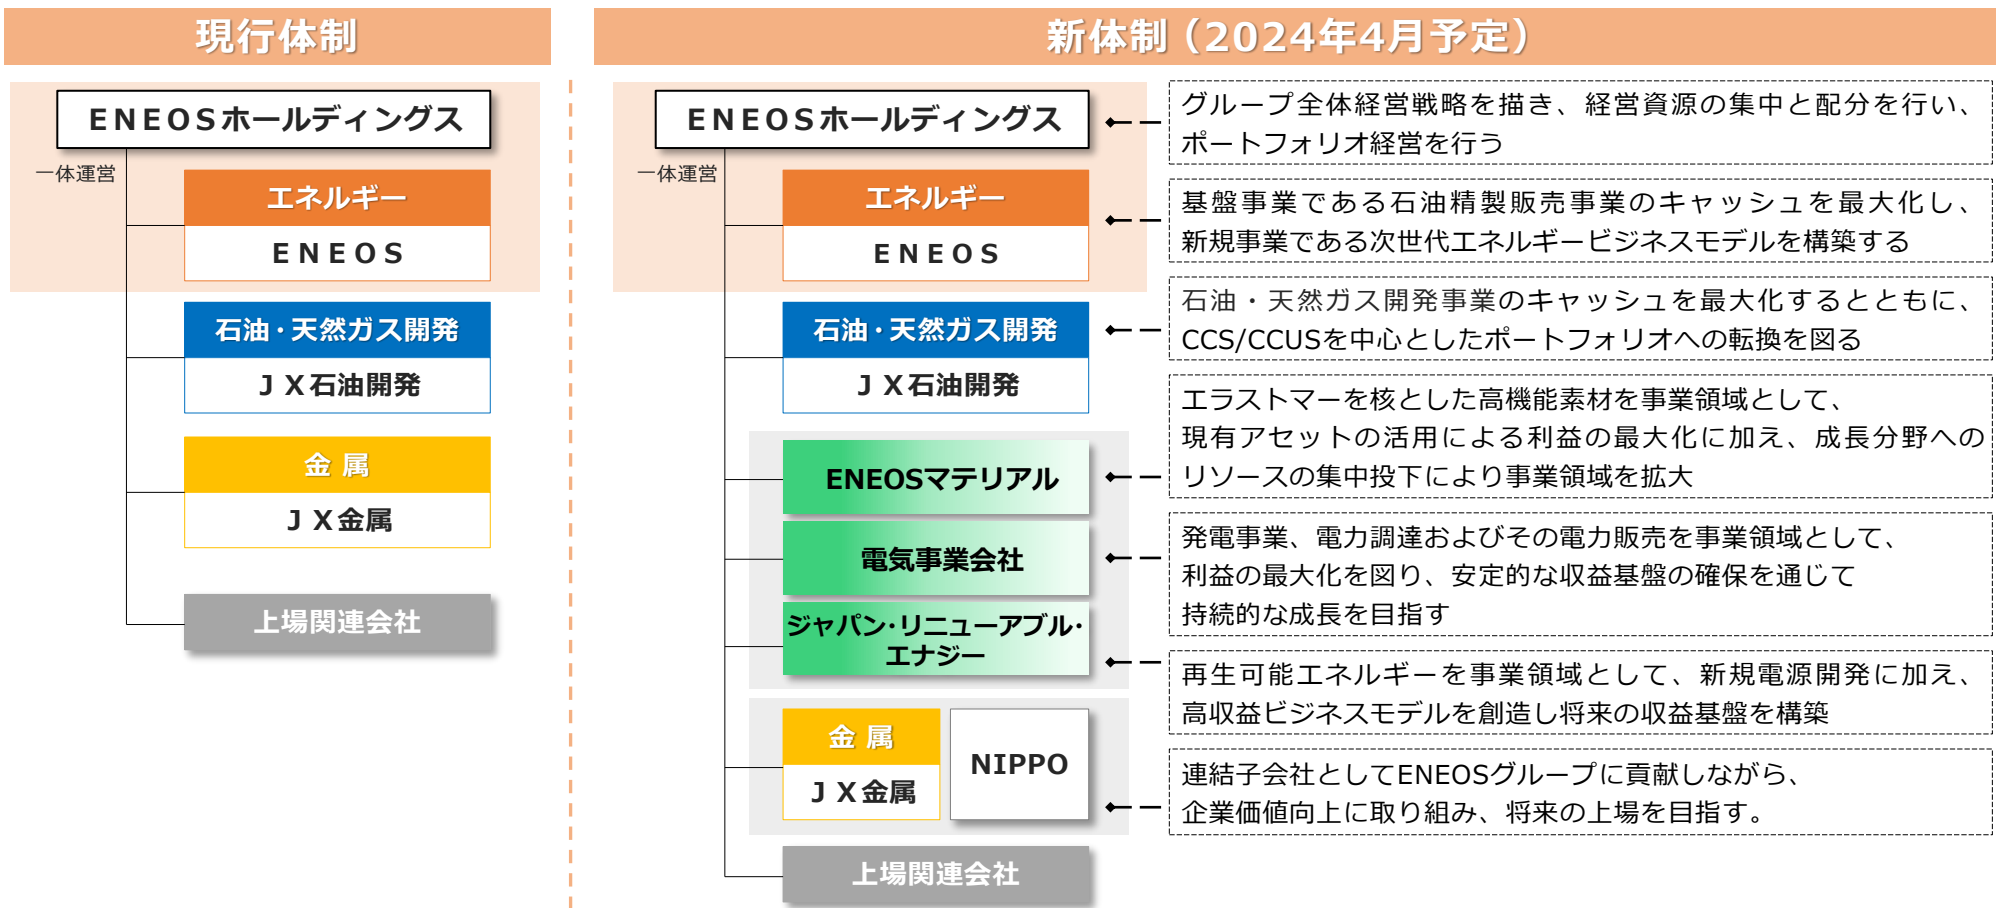 現行体制
ENEOSホールディングス
一体運営
エネルギー
ENEOS
石油・天然ガス開発
JX石油開発
金属
JX金属
上場関連会社
新体制（2024年4月予定）
ENEOSホールディングス
一体運営
エネルギー
ENEOS
石油・天然ガス開発
JX石油開発
ENEOSマテリアル
電気事業会社
ジャパン・リニューアブル・
エナジー
金属
JX金属
NIPPO
上場関連会社
グループ全体経営戦略を描き、経営資源の集中と配分を行い、
ポートフォリオ経営を行う
基盤事業である石油精製販売事業のキャッシュを最大化し、
新規事業である次世代エネルギービジネスモデルを構築する
石油・天然ガス開発事業のキャッシュを最大化するとともに、
CCS/CCUSを中心としたポートフォリオへの転換を図る
エラストマーを核とした高機能素材を事業領域として、
現有アセットの活用による利益の最大化に加え、成長分野への
リソースの集中投下により事業領域を拡大
発電事業、電力調達およびその電力販売を事業領域として、
利益の最大化を図り、安定的な収益基盤の確保を通じて
持続的な成長を目指す
再生可能エネルギーを事業領域として、新規電源開発に加え、
高収益ビジネスモデルを創造し将来の収益基盤を構築
連結子会社としてENEOSグループに貢献しながら、
企業価値向上に取り組み、将来の上場を目指す。